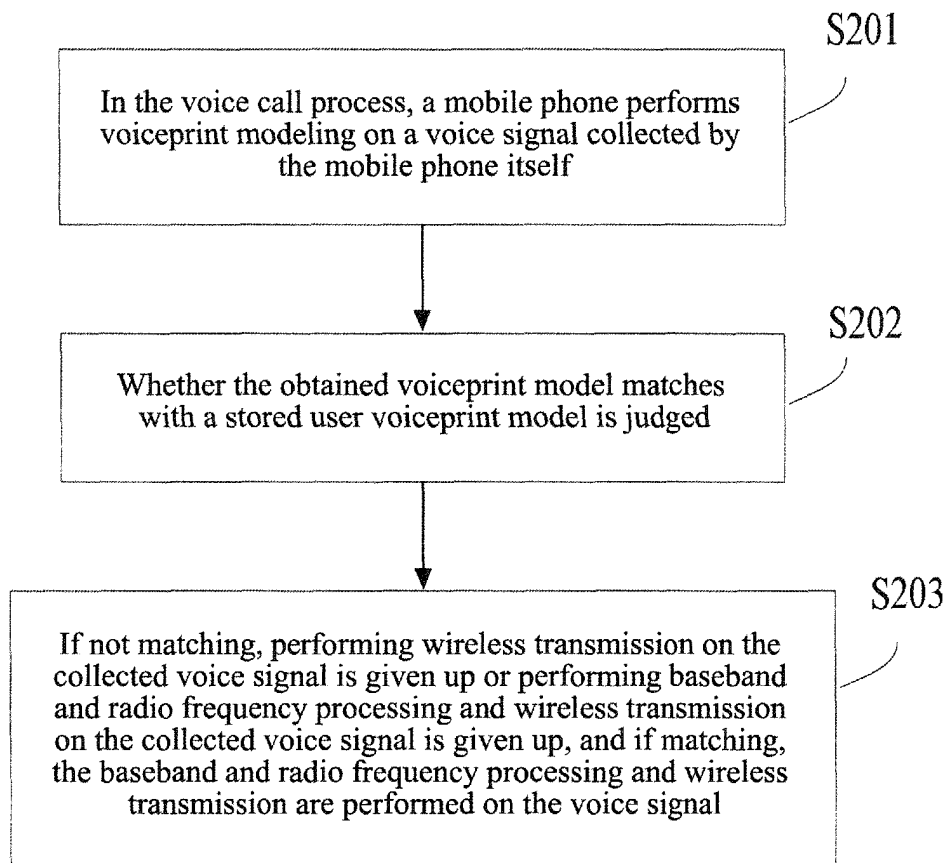 S201
In the voice call process, a mobile phone performs
voiceprint modeling on a voice signal collected by
the mobile phone itself
S202
Whether the obtained voiceprint model matches
with a stored user voiceprint model is judged
S203
If not matching, performing wireless transmission on the
collected voice signal is given up or performing baseband
and radio frequency processing and wireless transmission
on the collected voice signal is given up, and if matching,
the baseband and radio frequency processing and wireless
transmission are performed on the voice signal